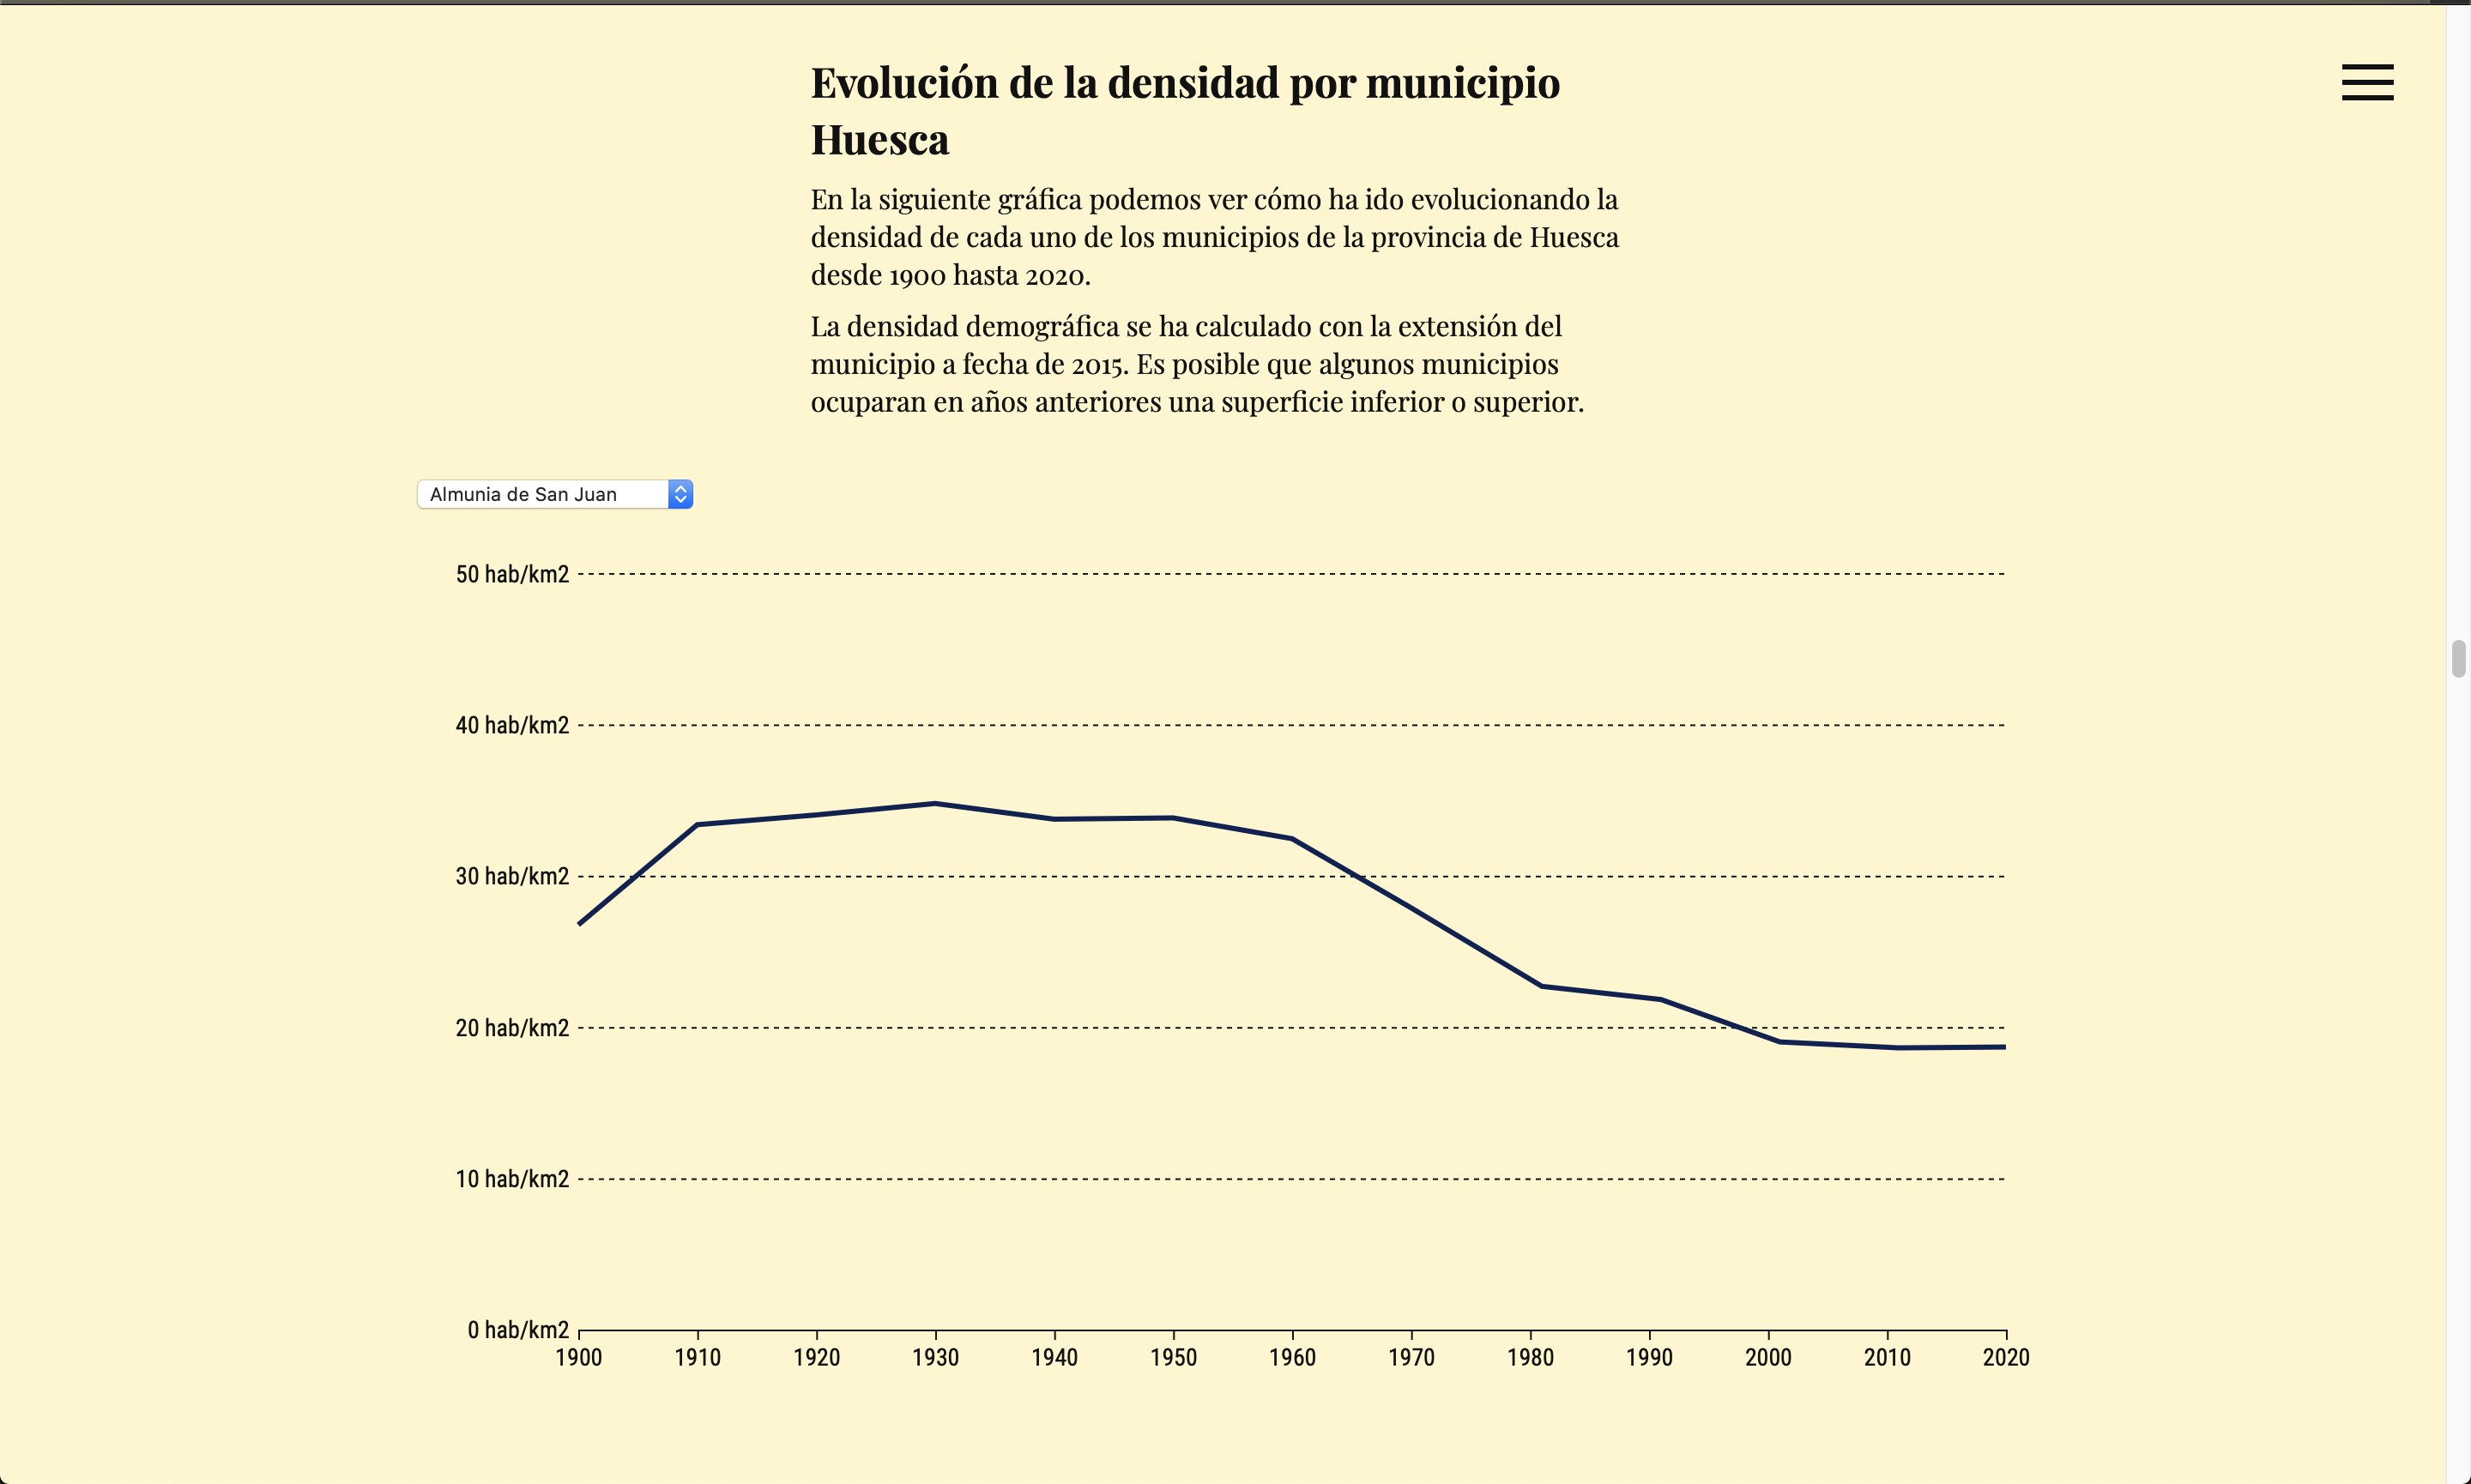 Evolución de la densidad por municipio
Huesca
En la siguiente gráfica podemos ver cómo ha ido evolucionando la
densidad de cada uno de los municipios de la provincia de Huesca
desde 1900 hasta 2020.
La densidad demográfica se ha calculado con la extensión del
municipio a fecha de 2015. Es posible que algunos municipios
ocuparan en años anteriores una superficie inferior o superior.
Almunia de San Juan
50 hab/km2
40 hab/km2
30 hab/km2
20 hab/km2
10 hab/km2
0 hab/km2
1900 1910 1920 1930 1940 1950 1960 1970 1980 1990 2000 2010 2020